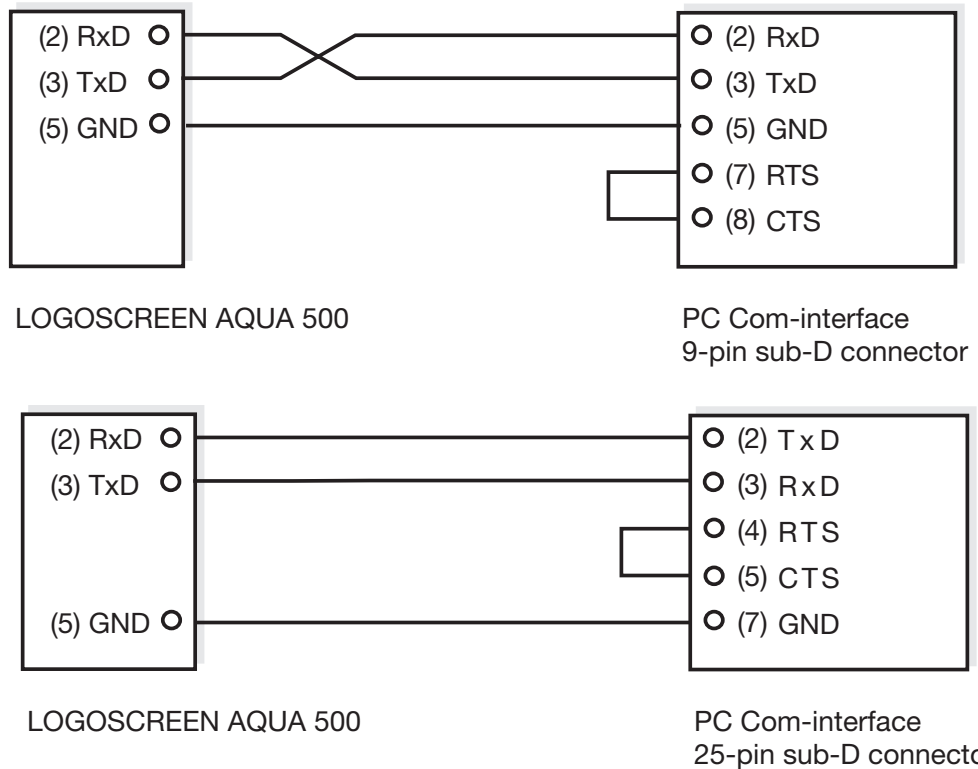 (2) RxD
(3) TxD
(5) GND
(2) RxD
(3) TxD
(5) GND
(7) RTS
(8) CTS
LOGOSCREEN AQUA 500
PC Com-interface
9-pin sub-D connector
(2) RxD
(3) TxD
(5) GND
(2) TxD
(3) RxD
(4) RTS
(5) CTS
(7) GND
LOGOSCREEN AQUA 500
PC Com-interface
25-pin sub-D connecto